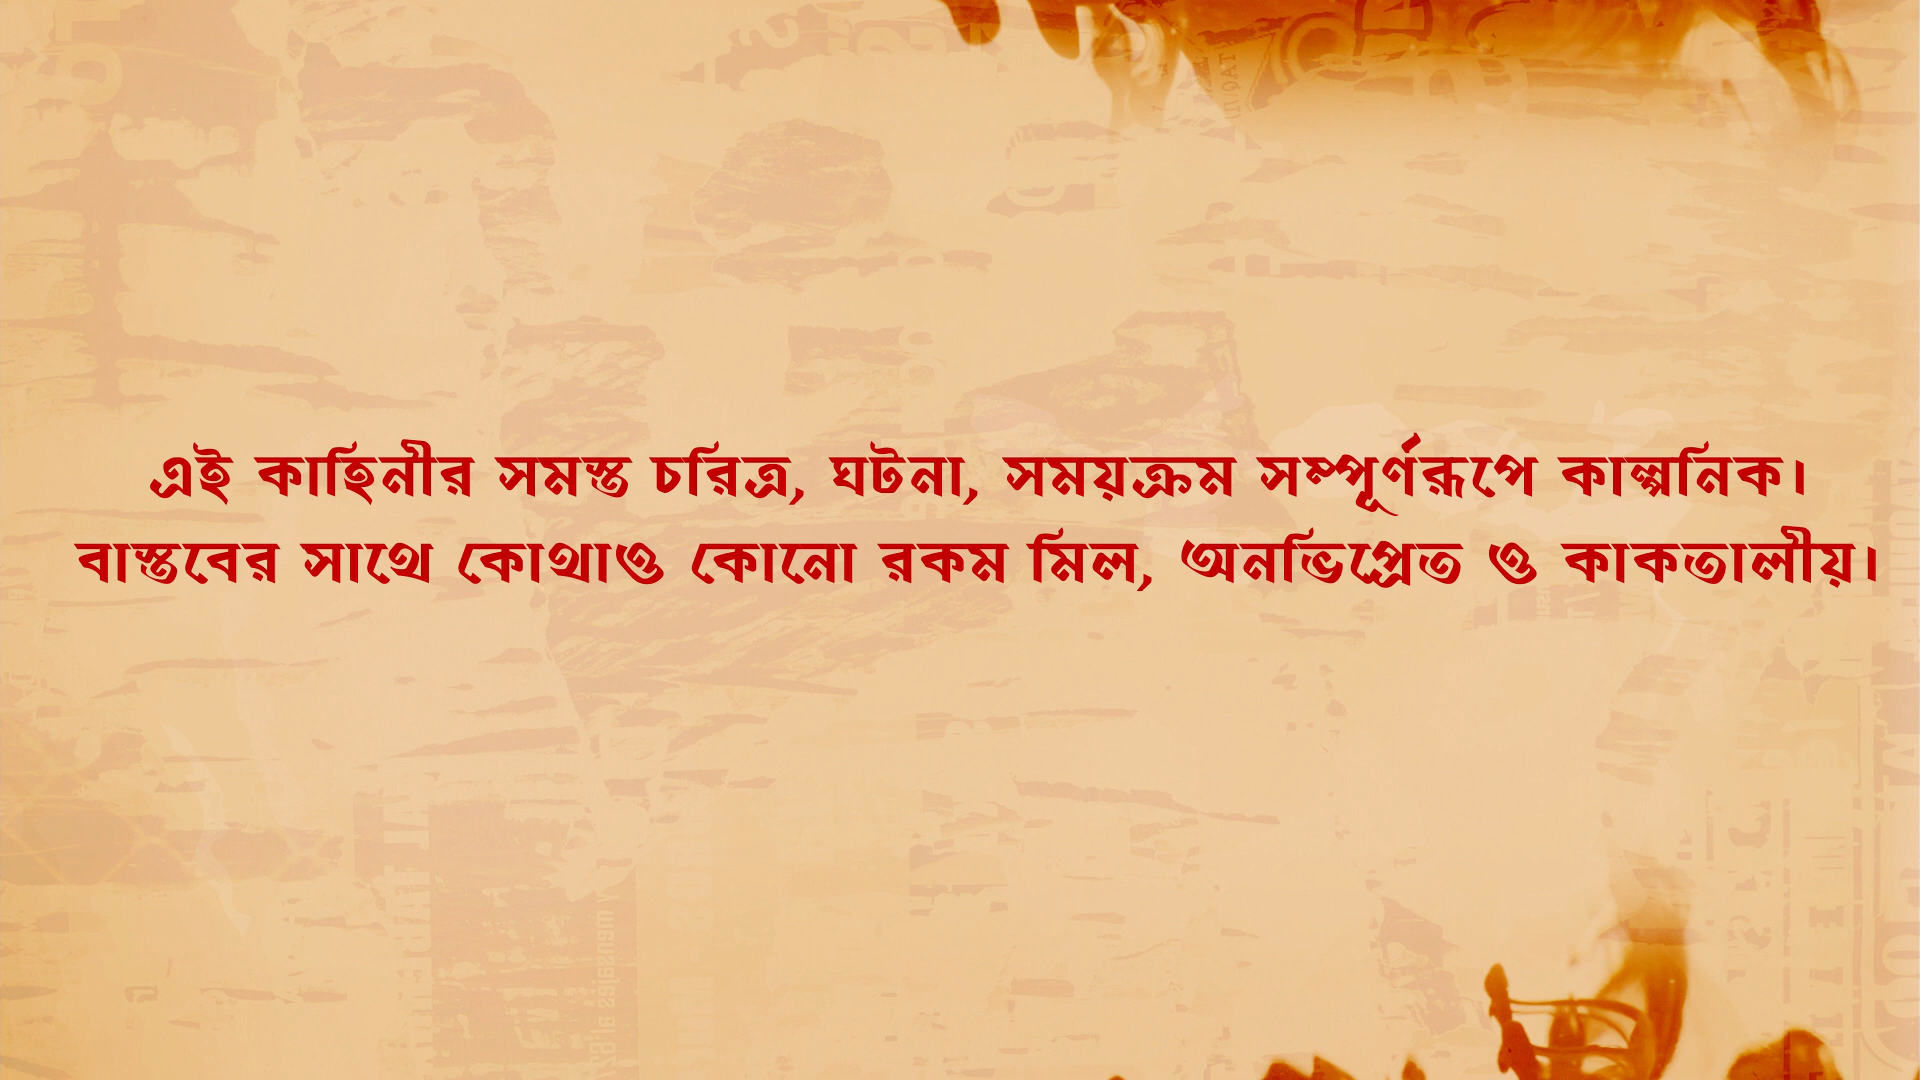 এই কাহিনীর সমস্ত চরিত্র, ঘটনা, সময়ক্রম সম্পূর্ণরূপে কাল্পনিক।
বাস্তবের সাথে কোথাও কোনো রকম মিল, অনভিপ্রেত ও কাকতালীয়।